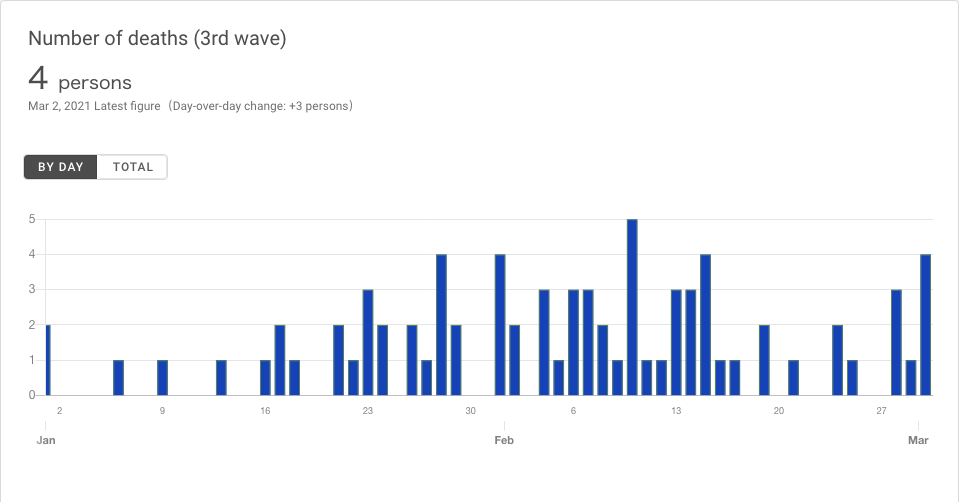 Number of deaths (3rd wave)
4 persons
Mar 2, 2021 Latest figure (Day-over-day change: +3 persons)
BY DAY TOTAL
5
4
3
2
1
0
2 9 16 23 30 6 13 20 27
Jan Feb Mar